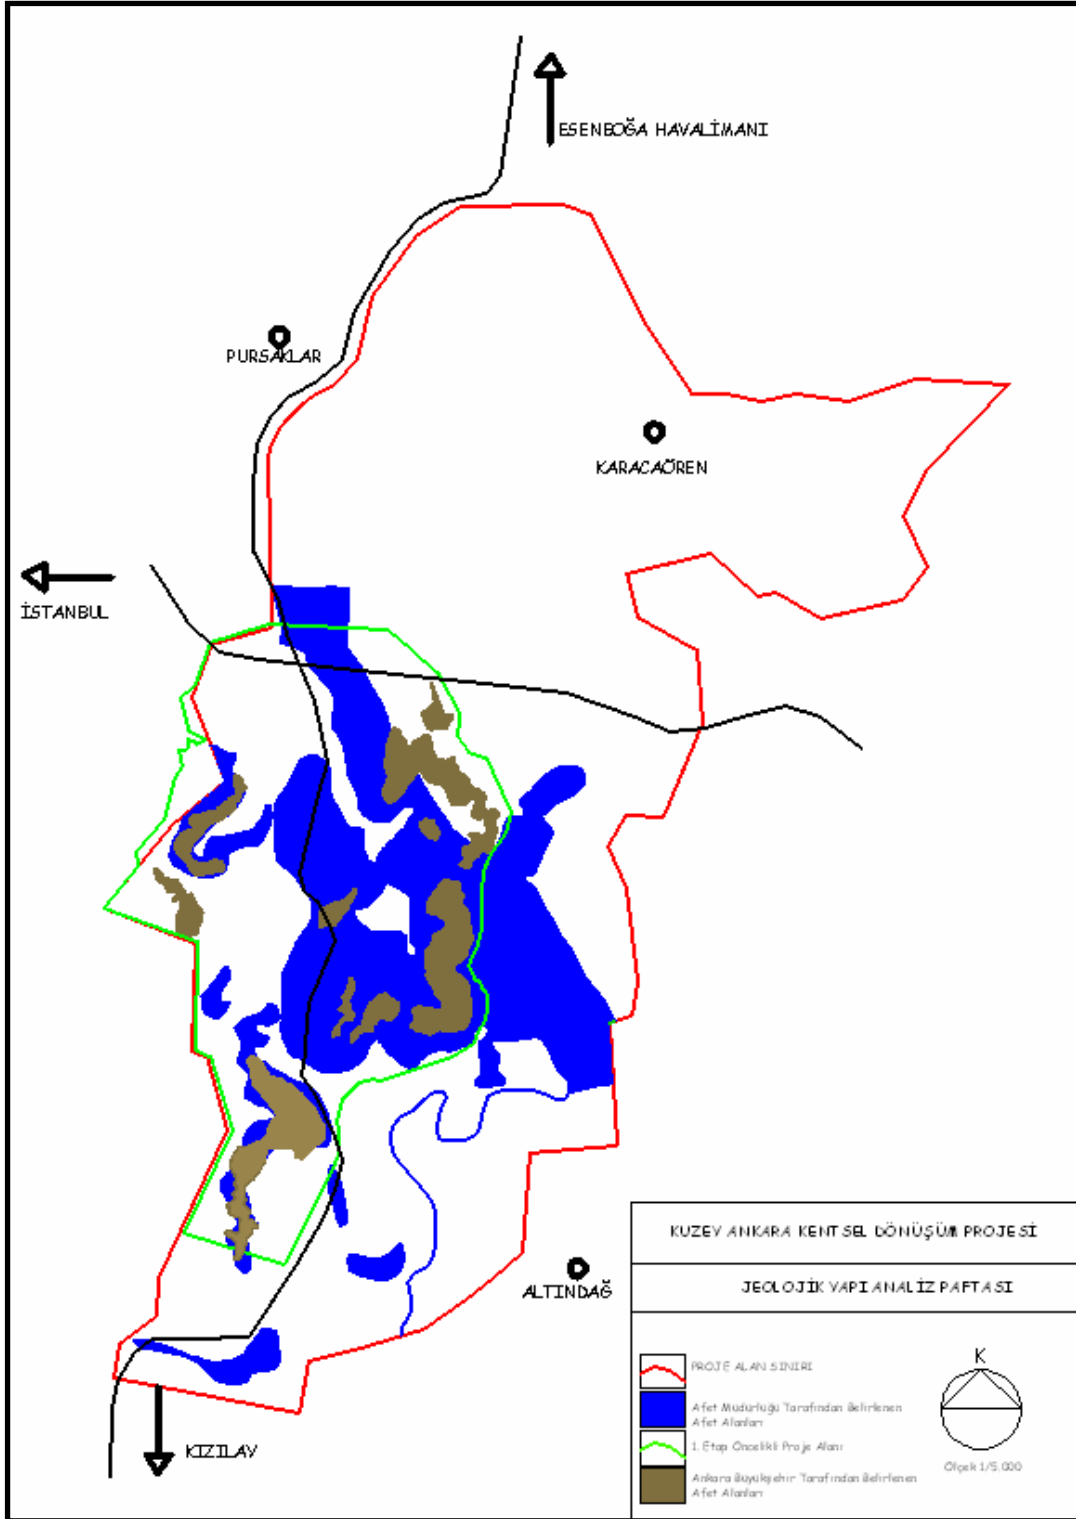 ESENBOĞA HAVALİMANI
PURSAKLAR
KARACAÖREN
İSTANBUL
ALTINDAĞ
KIZILAY
KUZEY ANKARA KENTSEL DÖNÜŞÜM PROJESİ
JEOLOJİK YAPI ANALİZ PAFTASI
PROJE ALAN SINIRI
Afet Müdürlüğü Tarafından Belirlenen
Afet Alanları
1. Etap Öncelikli Proje Alanı
Ankara Büyükşehir Tarafından Belirlenen
Afet Alanları
K
Ölçek 1/5.000